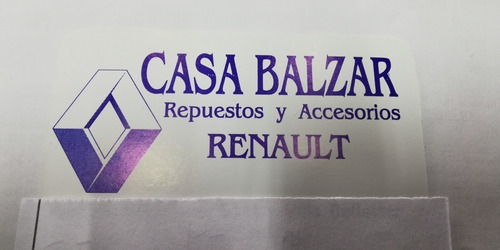 CASA BALZAR
Repuestos y Accesorios
RENAULT